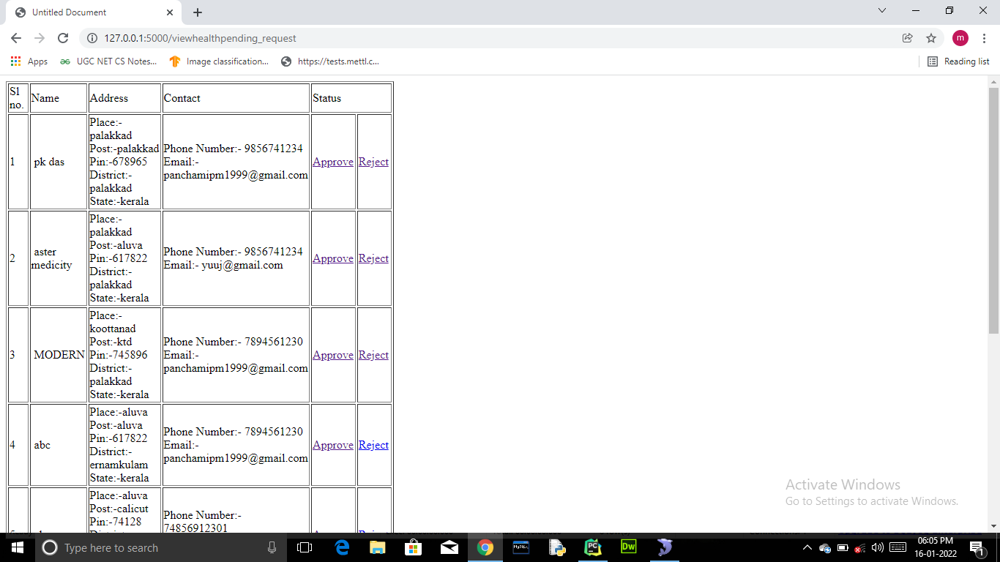 Untitled Document
127.0.0.1:5000/viewhealthpending_request
m
Apps
UGC NET CS Notes...
Image classification...
https://tests.mettl.c...
Reading list
Sl no.
Name
Address
Contact
Status
1
pk das
Place:-
palakkad
Post:-palakkad
Pin:-678965
District:-
palakkad
State:-kerala
Phone Number:- 9856741234
Email:-
panchamipm1999@gmail.com
Approve
Reject
2
aster
medicity
Place:-
palakkad
Post:-aluva
Pin:-617822
District:-
palakkad
State:-kerala
Phone Number:- 9856741234
Email:- yuuj@gmail.com
Approve
Reject
3
MODERN
Place:-
koottanad
Post:-ktd
Pin:-745896
District:-
palakkad
State:-kerala
Phone Number:- 7894561230
Email:-
panchamipm1999@gmail.com
Approve
Reject
4
abc
Place:-aluva
Post:-aluva
Pin:-617822
District:-
ernamkulam
State:-kerala
Phone Number:- 7894561230
Email:-
panchamipm1999@gmail.com
Approve
Reject
Place:-aluva
Post:-calicut
Pin:-74128
Phone Number:-
74856912301
Activate Windows
Go to Settings to activate Windows.
Type here to search
MySQL
PC
Dw
06:05 PM
16-01-2022
1